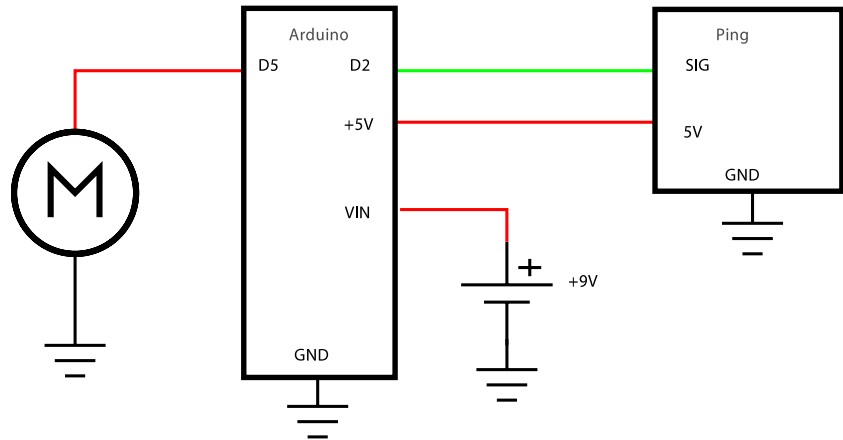 Arduino
Ping
D5
D2
SIG
+5V
5V
GND
M
VIN
+
+9V
GND